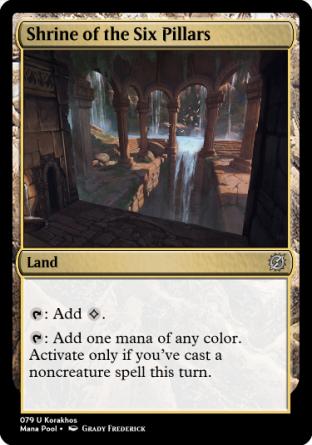 Shrine of the Six Pillars
Land
: Add .
: Add one mana of any color.
Activate only if you've cast a
noncreature spell this turn.
079 U Korakhos
Mana Pool • Grady Frederick